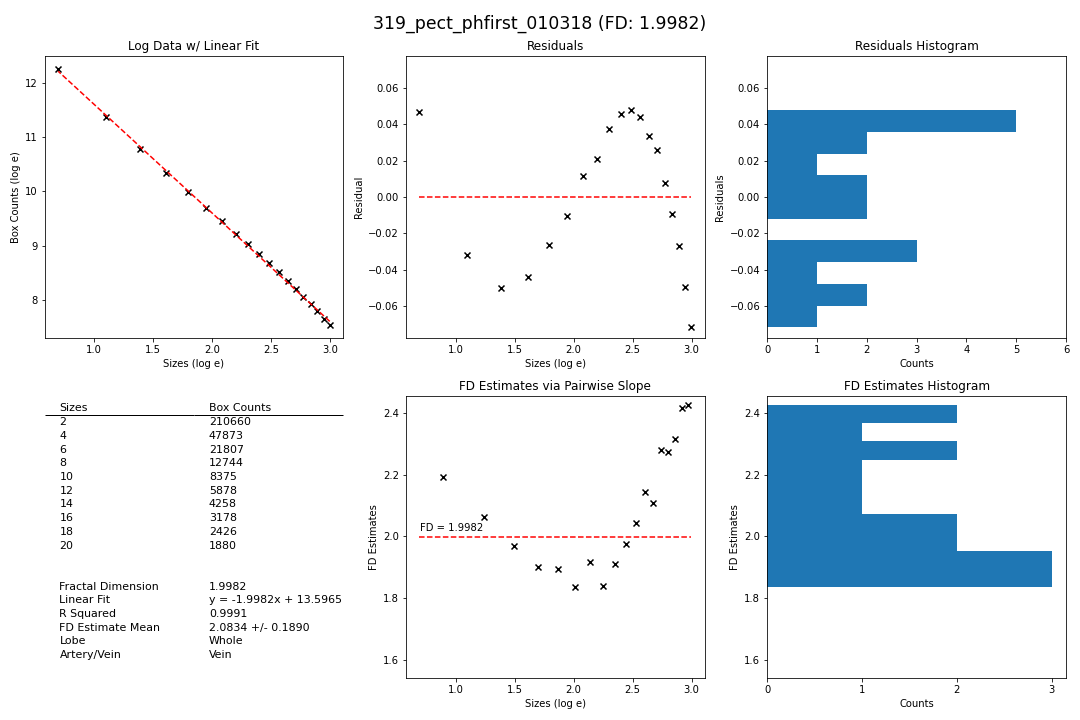 319_pect_phfirst_010318 (FD: 1.9982)
Log Data w/ Linear Fit
12
11
10
9
8
Box Counts (log e)
1.0
1.5
2.0
2.5
3.0
Sizes (log e)
Residuals
0.06
0.04
0.02
0.00
−0.02
−0.04
−0.06
Residual
1.0
1.5
2.0
2.5
3.0
Sizes (log e)
Residuals Histogram
0.06
0.04
0.02
0.00
−0.02
−0.04
−0.06
Residuals
0
1
2
3
4
5
6
Counts
Sizes Box Counts
2 210660
4 47873
6 21807
8 12744
10 8375
12 5878
14 4258
16 3178
18 2426
20 1880
Fractal Dimension 1.9982
Linear Fit y = -1.9982x + 13.5965
R Squared 0.9991
FD Estimate Mean 2.0834 +/- 0.1890
Lobe Whole
Artery/Vein Vein
FD Estimates via Pairwise Slope
2.4
2.2
2.0
1.8
1.6
FD Estimates
FD = 1.9982
1.0
1.5
2.0
2.5
3.0
Sizes (log e)
FD Estimates Histogram
2.4
2.2
2.0
1.8
1.6
FD Estimates
0
1
2
3
Counts